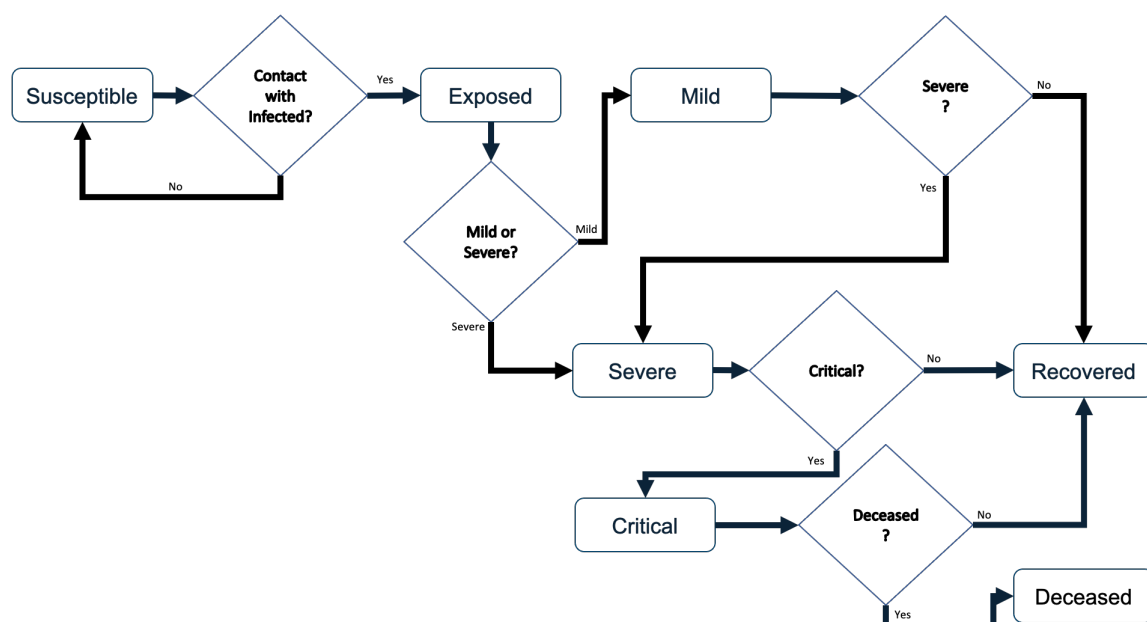 Susceptible
Contact
with
Infected?
Yes
No
Exposed
Mild or
Severe?
Mild
Severe
Mild
Severe
?
No
Yes
Severe
Critical?
No
Yes
Recovered
Critical
Deceased
?
No
Yes
Deceased